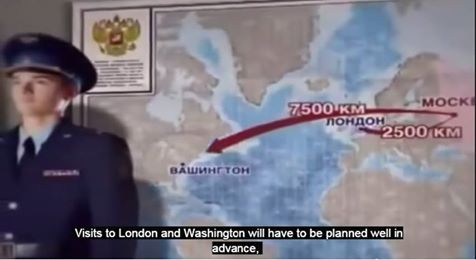 7500 КМ
МОСКВ
ЛОНДОН
2500 КМ
ВАШИНГТОН
Visits to London and Washington will have to be planned well in
advance,